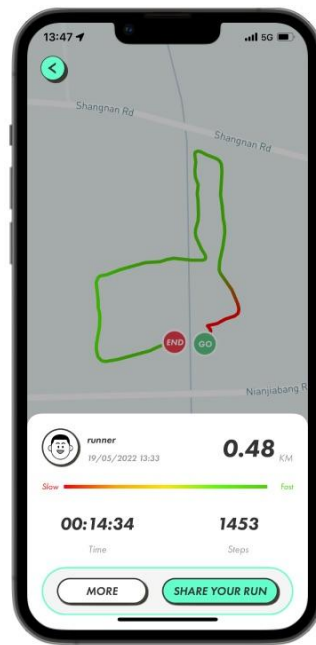 13:47
5G
Shangnan Rd
Shangnan Rd
END
GO
Nianjiabang R
runner
19/05/2022 13:33
0.48
KM
Slow
Fast
00:14:34
1453
Time
Steps
MORE
SHARE YOUR RUN